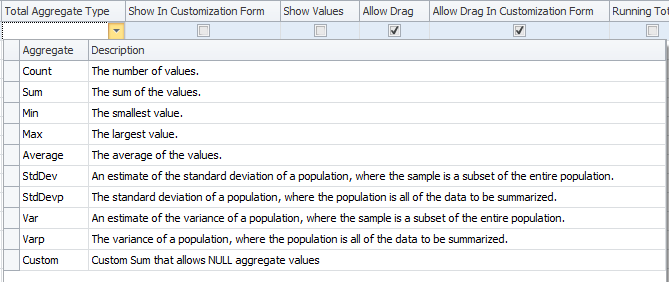 Total Aggregate Type Show In Customization Form Show Values Allow Drag Allow Drag In Customization Form Running Tot
Aggregate Description
Count The number of values.
Sum The sum of the values.
Min The smallest value.
Max The largest value.
Average The average of the values.
StdDev An estimate of the standard deviation of a population, where the sample is a subset of the entire population.
StdDevp The standard deviation of a population, where the population is all of the data to be summarized.
Var An estimate of the variance of a population, where the sample is a subset of the entire population.
Varp The variance of a population, where the population is all of the data to be summarized.
Custom Custom Sum that allows NULL aggregate values